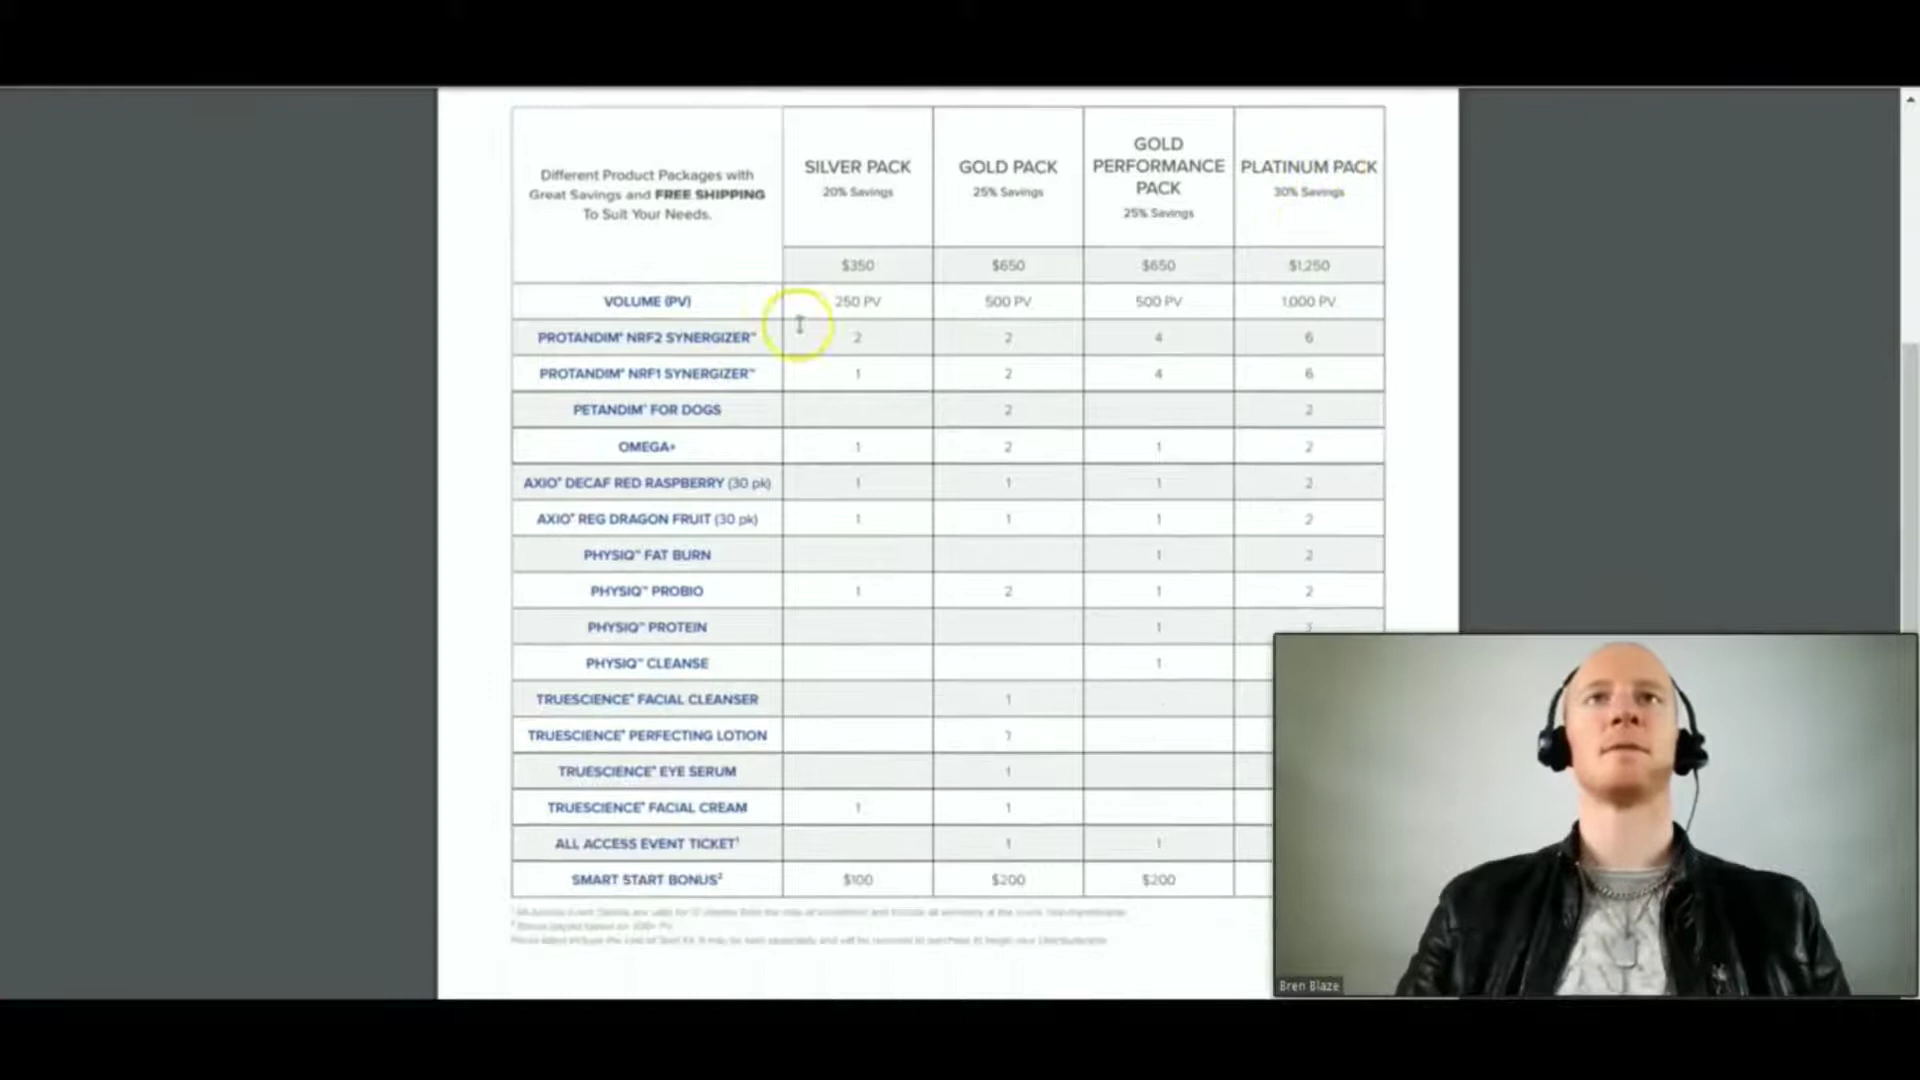 Different Product Packages with
Great Savings and FREE SHIPPING
To Suit Your Needs.
SILVER PACK
20% Savings
GOLD PACK
25% Savings
GOLD
PERFORMANCE
PACK
25% Savings
PLATINUM PACK
30% Savings
$350 $650 $650 $1,250
VOLUME (PV) 250 PV 500 PV 500 PV 1,000 PV
PROTANDIM® NRF2 SYNERGIZER™ 2 2 4 6
PROTANDIM® NRF1 SYNERGIZER™ 1 2 4 6
PETANDIM™ FOR DOGS 2 2
OMEGA+ 1 2 1 2
AXIO® DECAF RED RASPBERRY (30 pk) 1 1 1 2
AXIO® REG DRAGON FRUIT (30 pk) 1 1 1 2
PHYSIQ™ FAT BURN 1 2
PHYSIQ™ PROBIO 1 2 1 2
PHYSIQ™ PROTEIN 1
PHYSIQ™ CLEANSE 1
TRUESCIENCE® FACIAL CLEANSER 1
TRUESCIENCE® PERFECTING LOTION 1
TRUESCIENCE® EYE SERUM 1
TRUESCIENCE® FACIAL CREAM 1 1
ALL ACCESS EVENT TICKET¹ 1 1
SMART START BONUS² $100 $200 $200
Bren Blaze